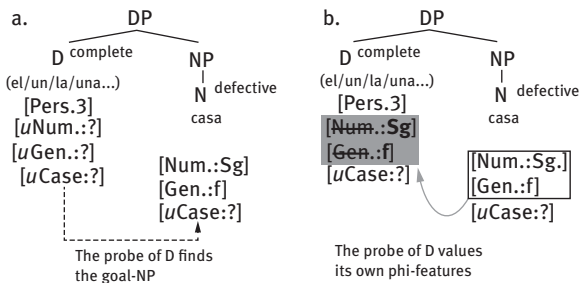 a.
DP
D complete
NP
(el/un/la/una...)
N defective
[Pers.3]
casa
[uNum.:?]
[uGen.:?]
[uCase:?]
[Num.:Sg]
[Gen.:f]
[uCase:?]
The probe of D finds
the goal-NP
b.
DP
D complete
NP
(el/un/la/una...)
N defective
[Pers.3]
casa
[Num.:Sg]
[Gen.:f]
[uCase:?]
[Num.:Sg.]
[Gen.:f]
[uCase:?]
The probe of D values
its own phi-features